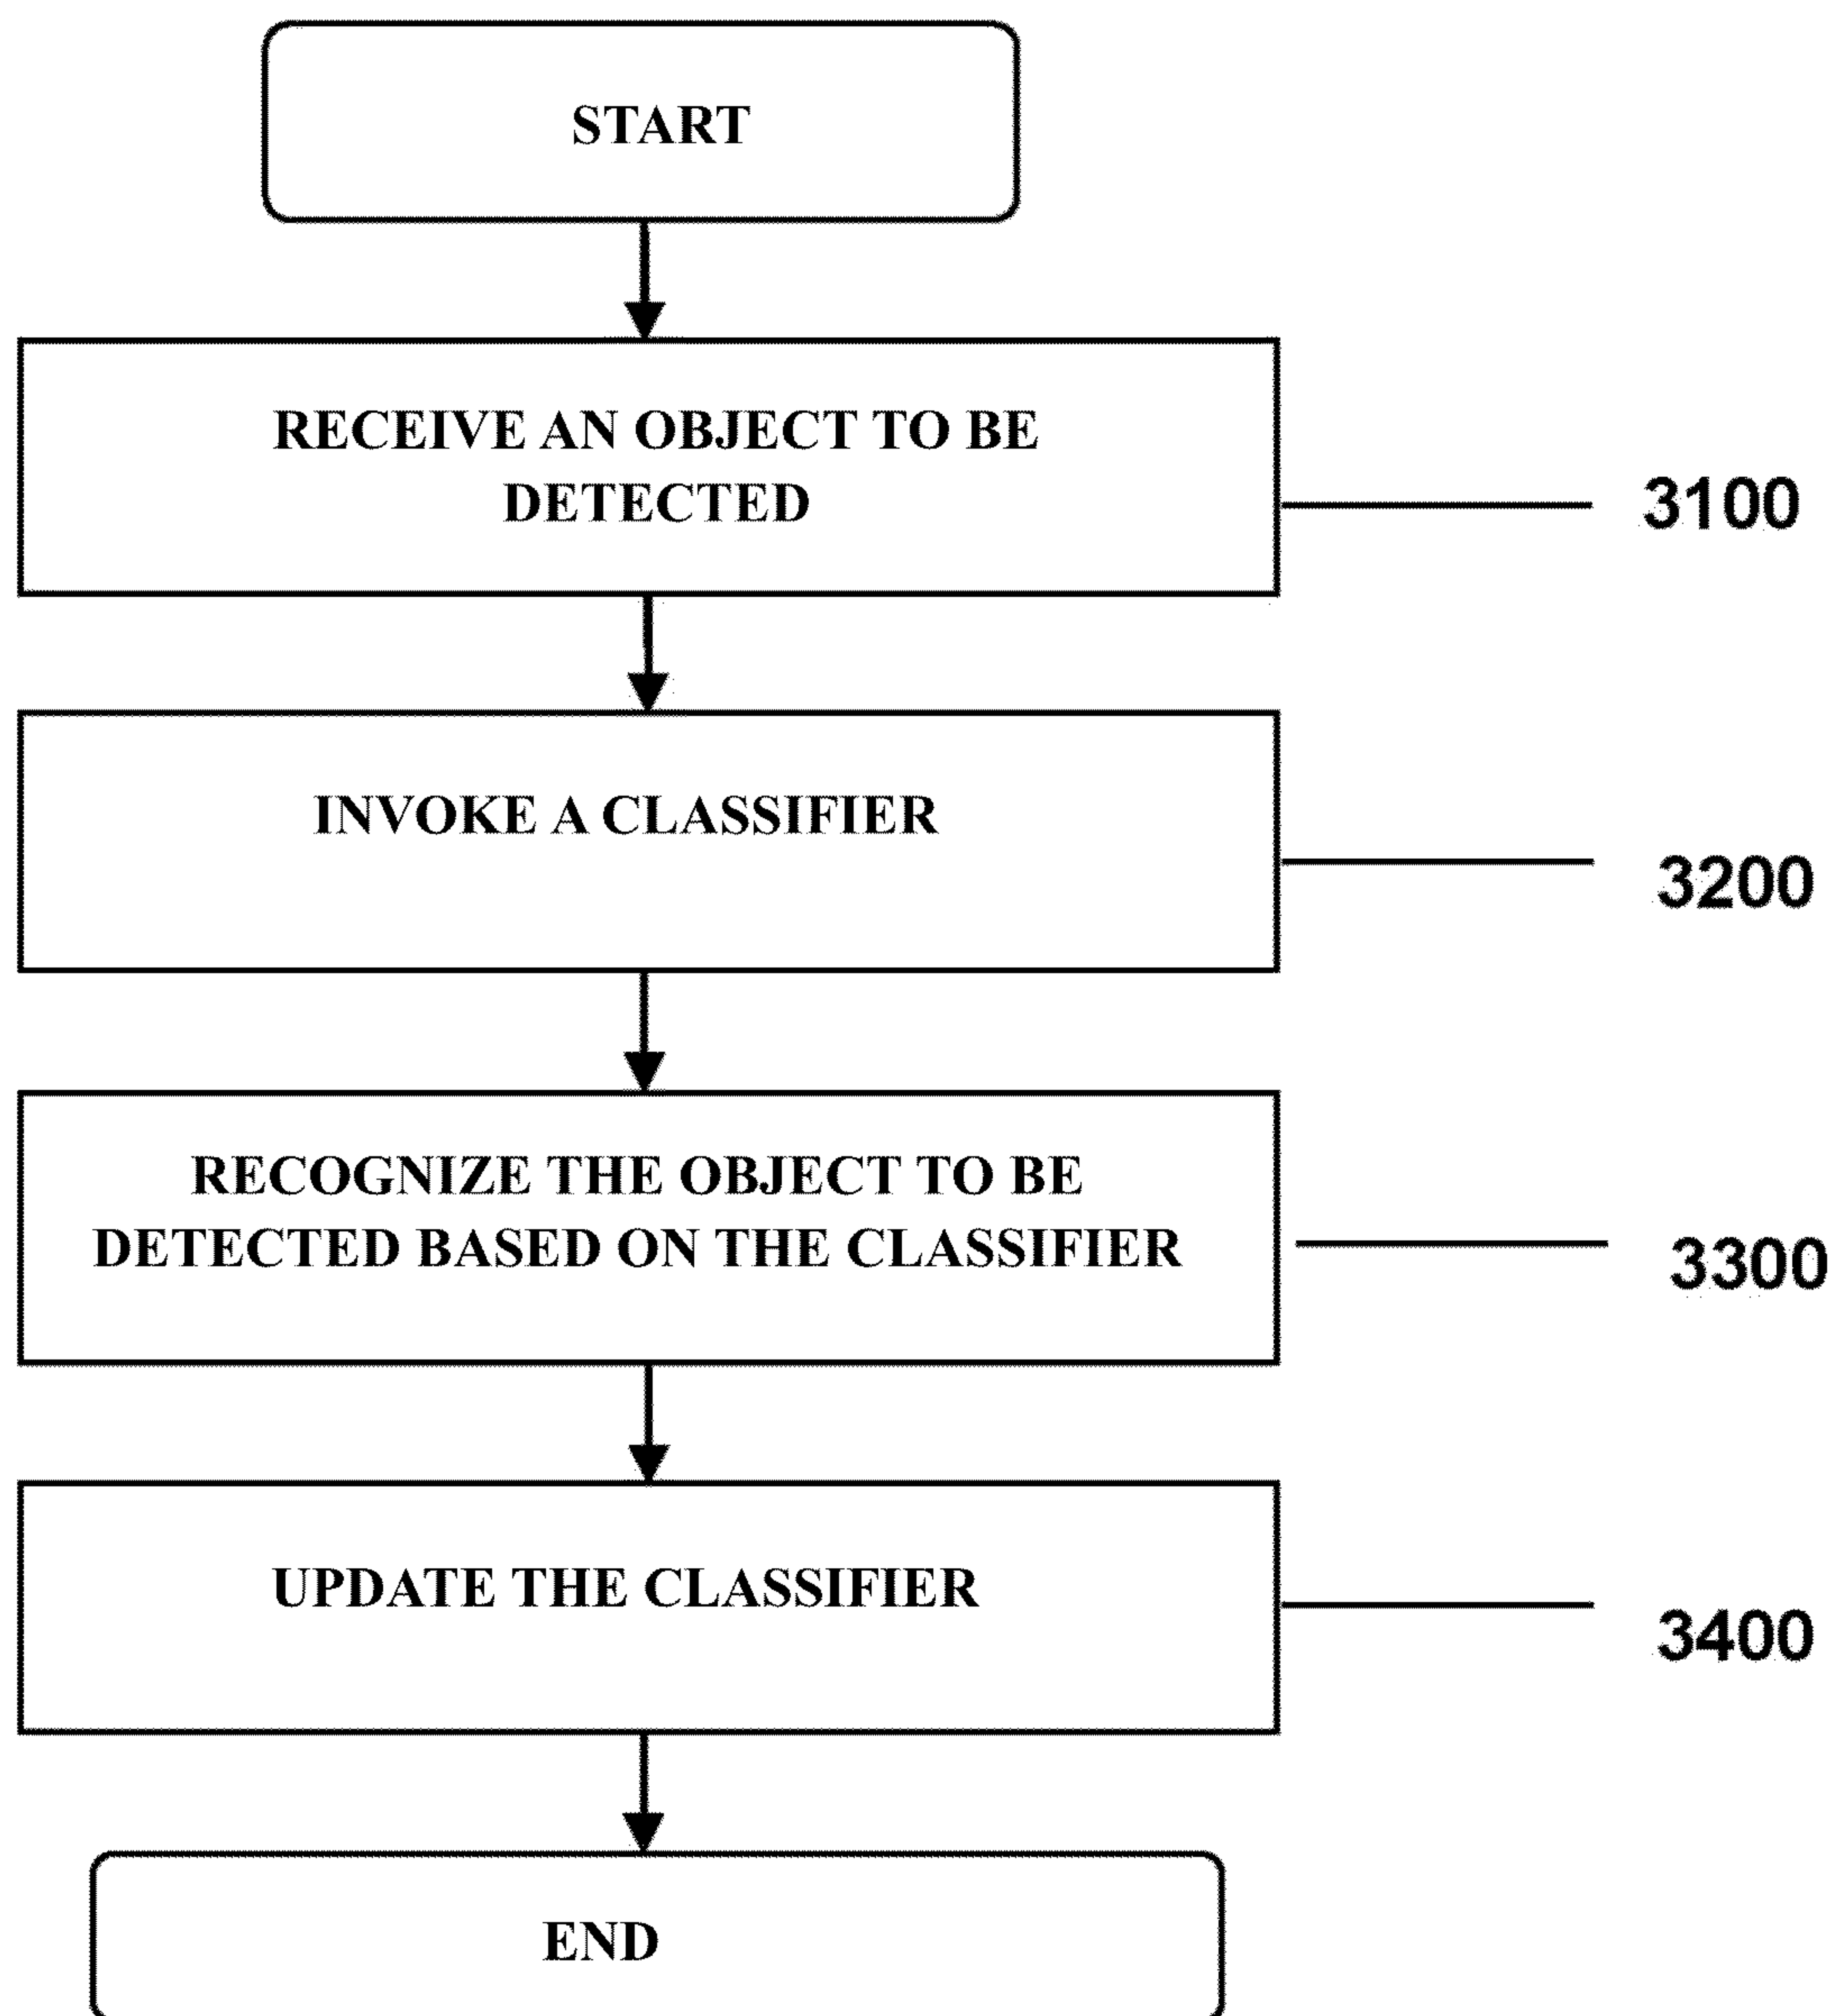 START
RECEIVE AN OBJECT TO BE
DETECTED
3100
INVOKE A CLASSIFIER
3200
RECOGNIZE THE OBJECT TO BE
DETECTED BASED ON THE CLASSIFIER
3300
UPDATE THE CLASSIFIER
3400
END